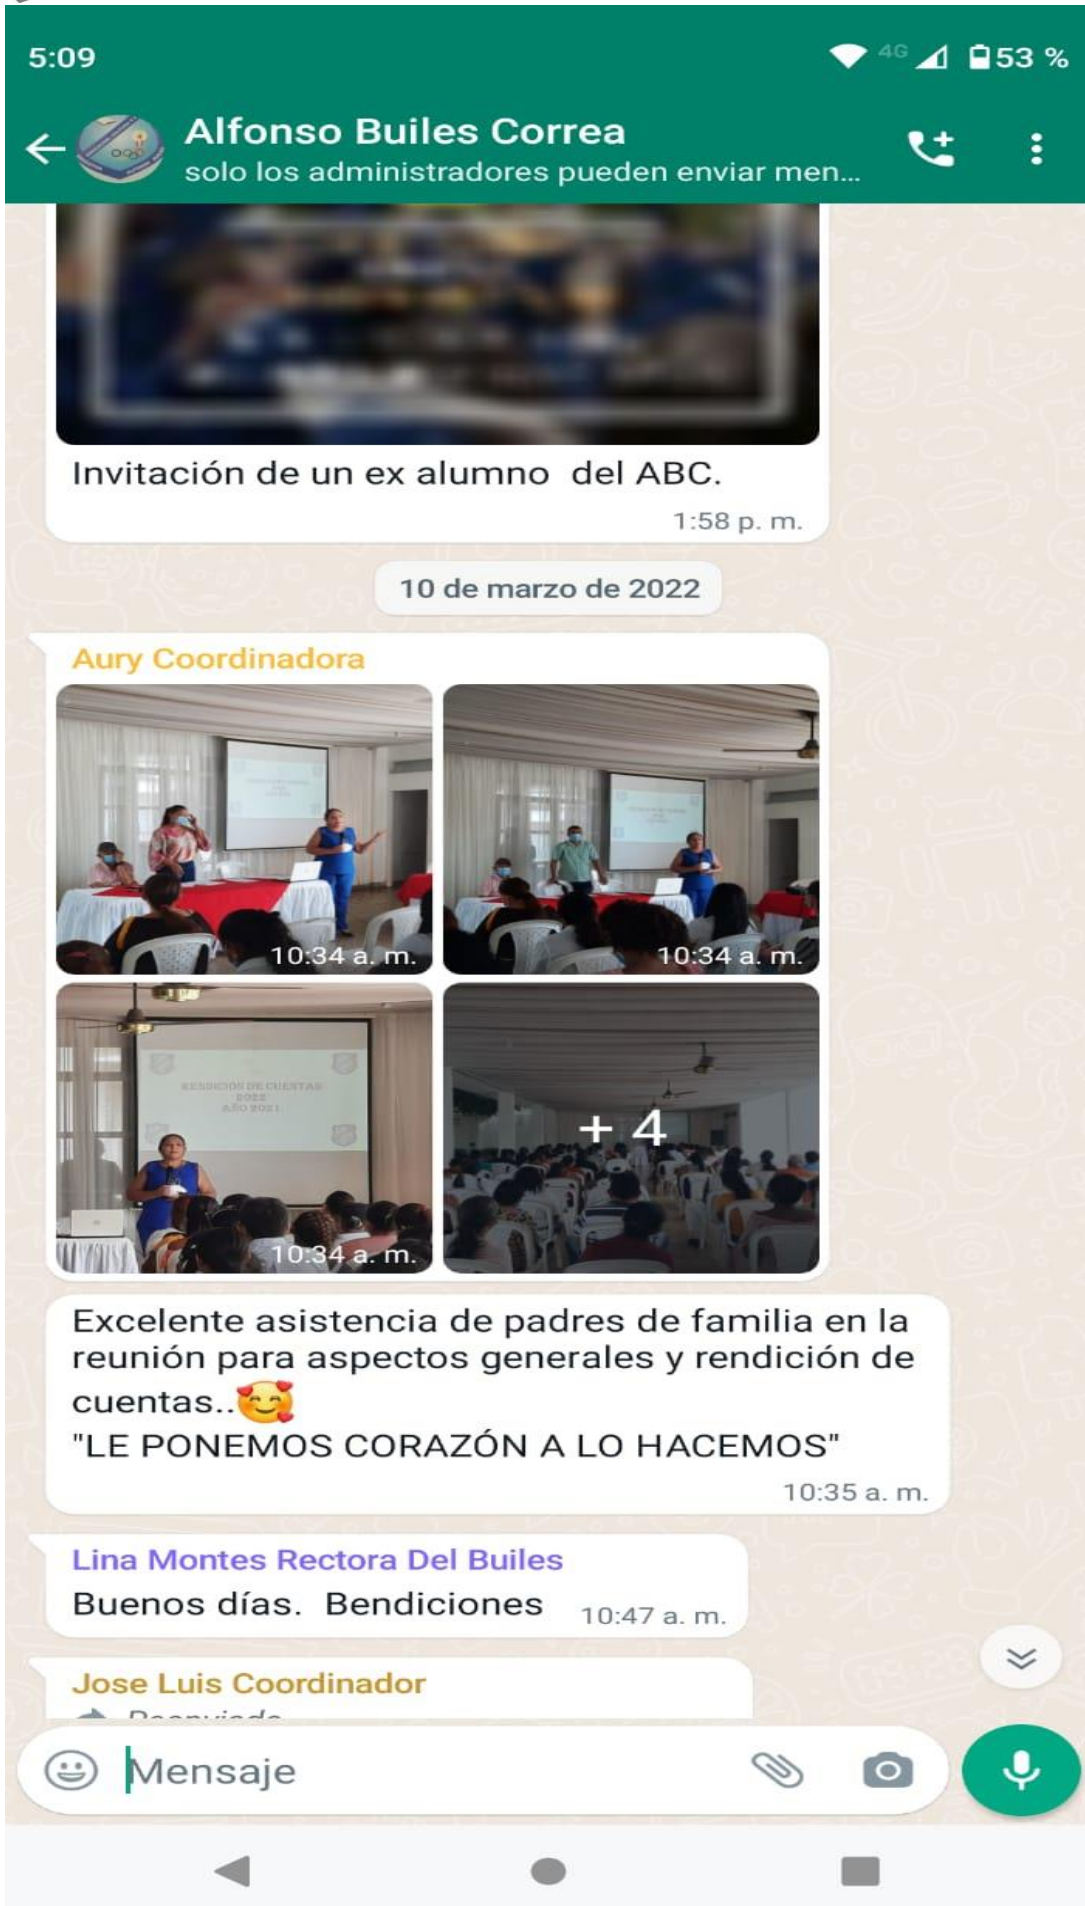 5:09
4G
53 %
Alfonso Builes Correa
solo los administradores pueden enviar men...
Invitación de un ex alumno  del ABC.
1:58 p. m.
10 de marzo de 2022
Aury Coordinadora
10:34 a. m.
10:34 a. m.
RENDICIÓN DE CUENTAS
2022
AÑO 2021
+ 4
10:34 a. m.
Excelente asistencia de padres de familia en la
reunión para aspectos generales y rendición de
cuentas..🥰
"LE PONEMOS CORAZÓN A LO HACEMOS"
10:35 a. m.
Lina Montes Rectora Del Builes
Buenos días.  Bendiciones
10:47 a. m.
Jose Luis Coordinador
Mensaje